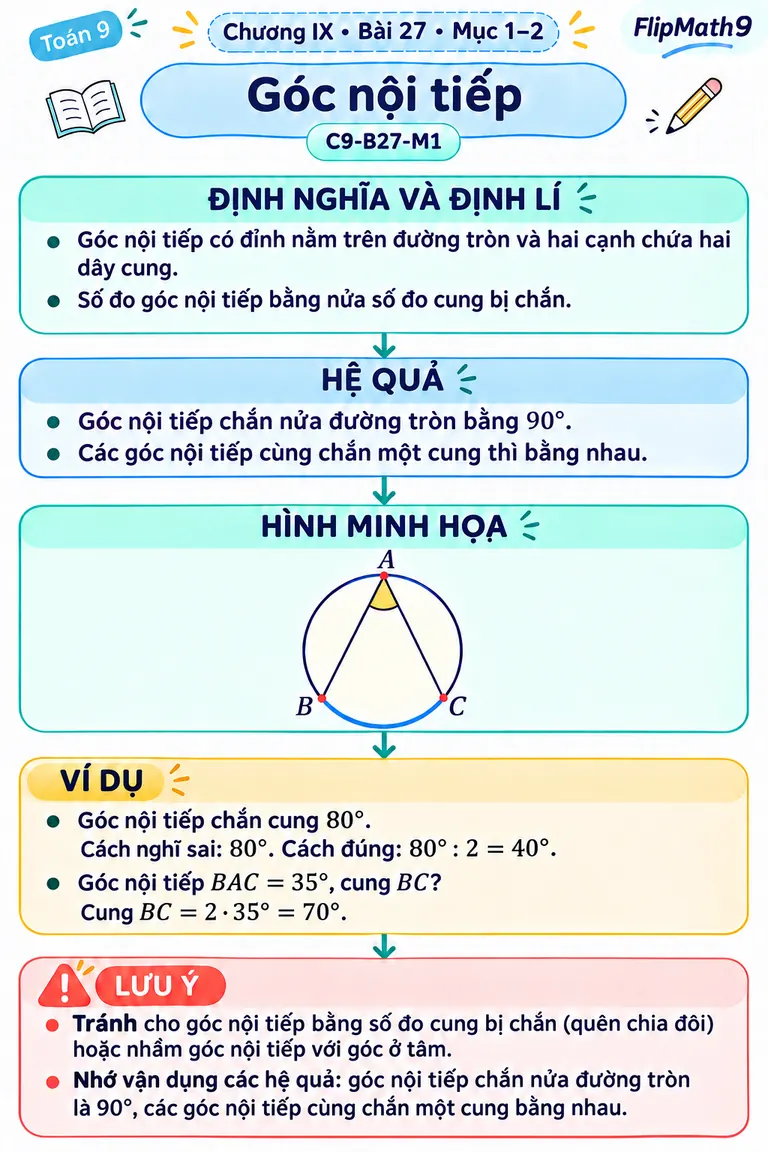 Toán 9
Chương IX • Bài 27 • Mục 1–2
FlipMath9
Góc nội tiếp
C9-B27-M1
ĐỊNH NGHĨA VÀ ĐỊNH LÍ
• Góc nội tiếp có đỉnh nằm trên đường tròn và hai cạnh chứa hai
dây cung.
• Số đo góc nội tiếp bằng nửa số đo cung bị chắn.
HỆ QUẢ
• Góc nội tiếp chắn nửa đường tròn bằng 90°.
• Các góc nội tiếp cùng chắn một cung thì bằng nhau.
HÌNH MINH HỌA
A
B
C
VÍ DỤ
• Góc nội tiếp chắn cung 80°.
Cách nghĩ sai: 80°. Cách đúng: 80° : 2 = 40°.
• Góc nội tiếp BAC = 35°, cung BC?
Cung BC = 2 · 35° = 70°.
LƯU Ý
• Tránh cho góc nội tiếp bằng số đo cung bị chắn (quên chia đôi)
hoặc nhầm góc nội tiếp với góc ở tâm.
• Nhớ vận dụng các hệ quả: góc nội tiếp chắn nửa đường tròn
là 90°, các góc nội tiếp cùng chắn một cung bằng nhau.